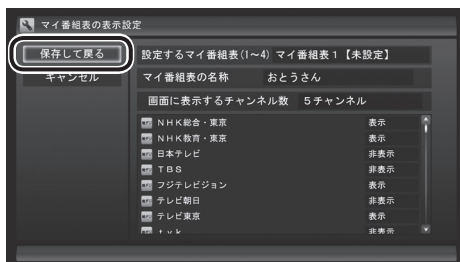 マイ番組表の表示設定
保存して戻る
キャンセル
設定するマイ番組表(1〜4) マイ番組表1【未設定】
マイ番組表の名称 おとうさん
画面に表示するチャンネル数 5チャンネル
NHK総合・東京 表示
NHK教育・東京 表示
日本テレビ 非表示
TBS 非表示
フジテレビジョン 表示
テレビ朝日 非表示
テレビ東京 表示
tvk 非表示